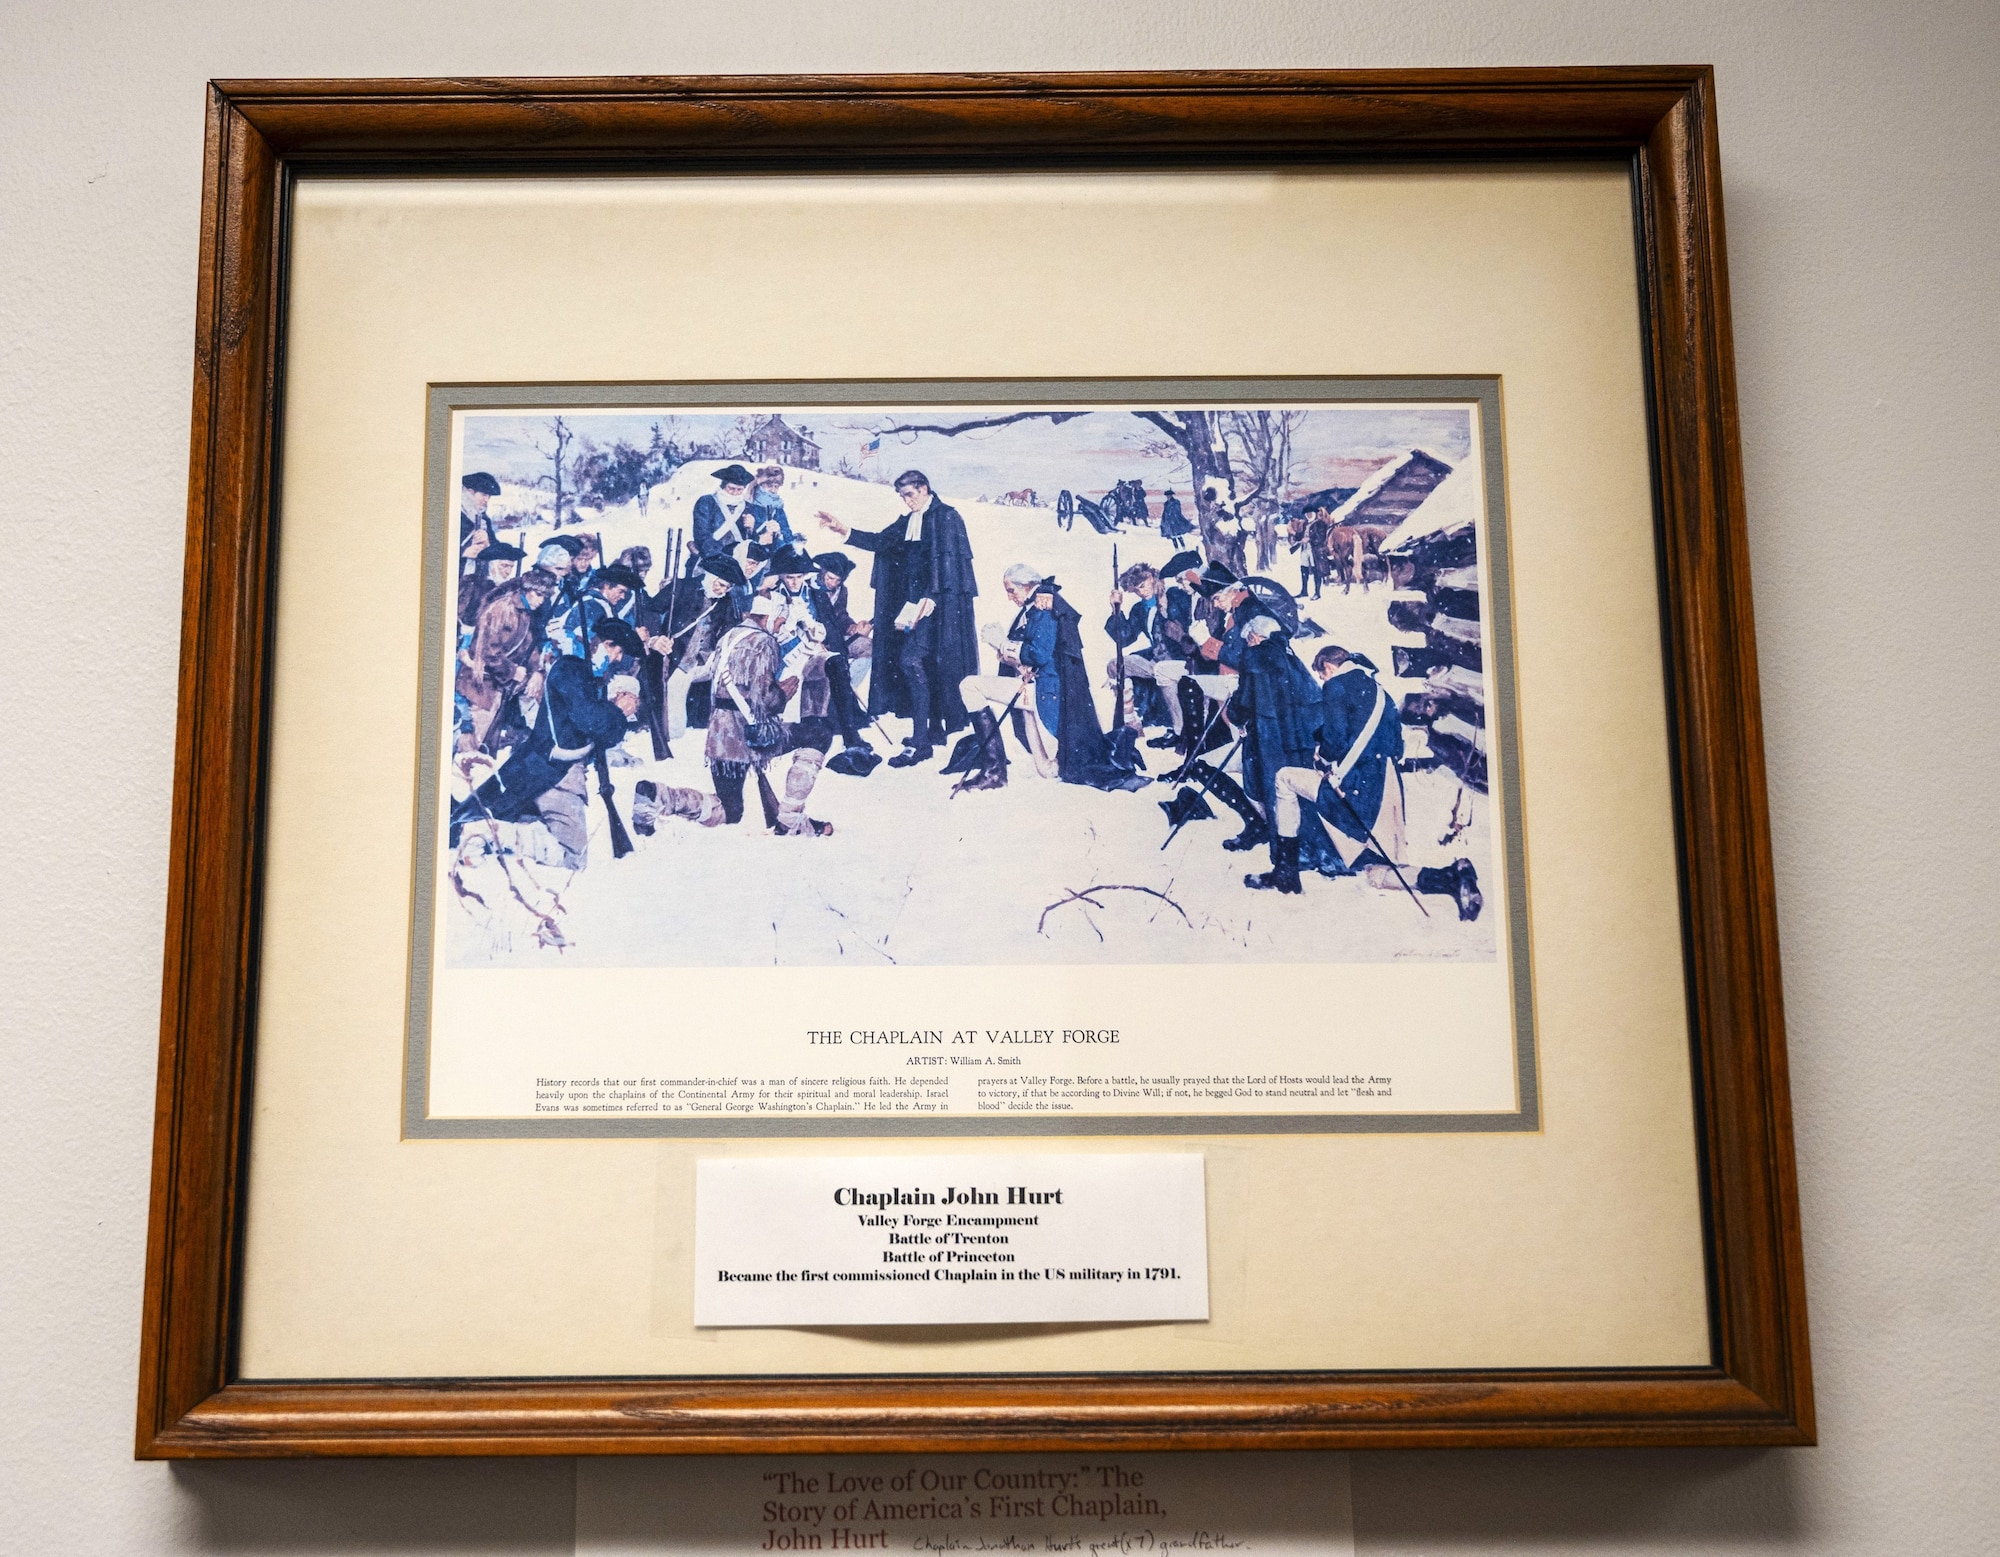 THE CHAPLAIN AT VALLEY FORGE
ARTIST: William A. Smith
History records that our first commander-in-chief was a man of sincere religious faith. He depended
heavily upon the chaplains of the Continental Army for their spiritual and moral leadership. Israel
Evans was sometimes referred to as "General George Washington's Chaplain." He led the Army in
prayers at Valley Forge. Before a battle, he usually prayed that the Lord of Hosts would lead the Army
to victory, if that be according to Divine Will; if not, he begged God to stand neutral and let "flesh and
blood" decide the issue.
Chaplain John Hurt
Valley Forge Encampment
Battle of Trenton
Battle of Princeton
Became the first commissioned Chaplain in the US military in 1791.
“The Love of Our Country:” The
Story of America’s First Chaplain,
John Hurt Chaplain Jonathan Hurt's great(x7) grandfather.